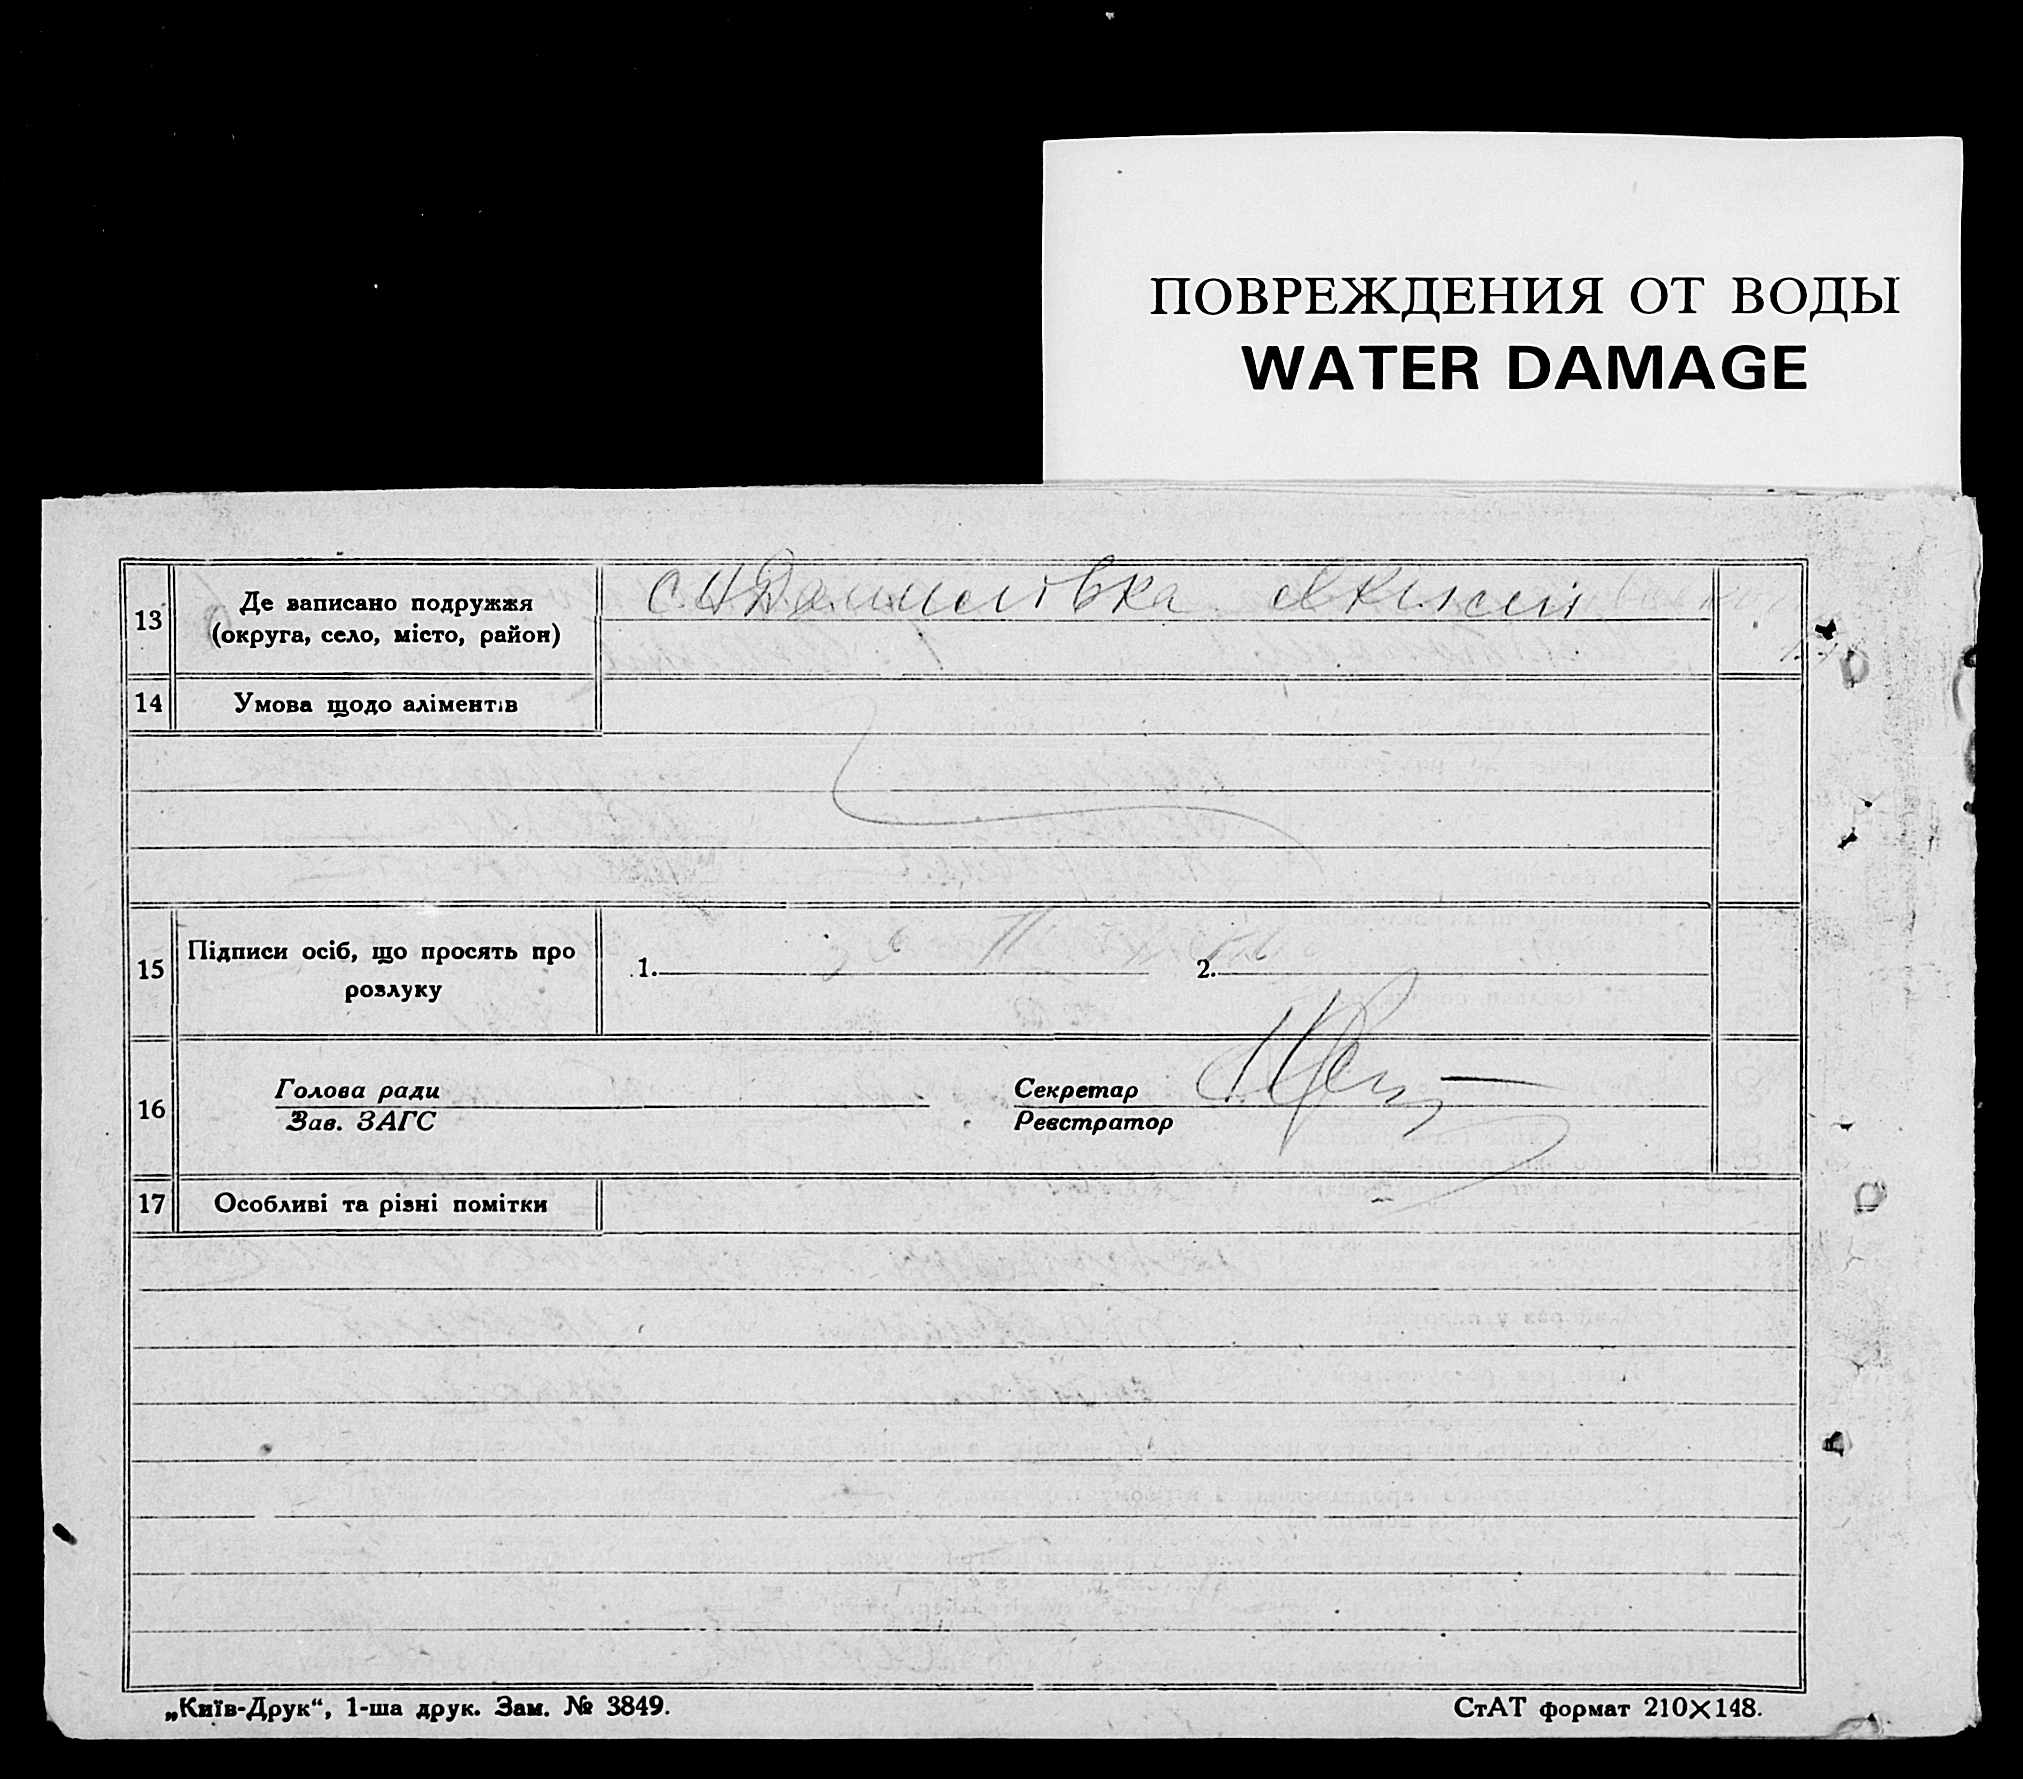 ПОВРЕЖДЕНИЯ ОТ ВОДЫ
WATER DAMAGE
13
Де записано подружжя
(округа, село, місто, район)
14
Умова щодо аліментів
15
Підписи осіб, що просять про
розлуку
1.
2.
16
Голова ради
Зав. ЗАГС
Секретар
Реєстратор
17
Особливі та різні помітки
„Київ-Друк“, 1-ша друк. Зам. № 3849.
СтАТ формат 210×148.